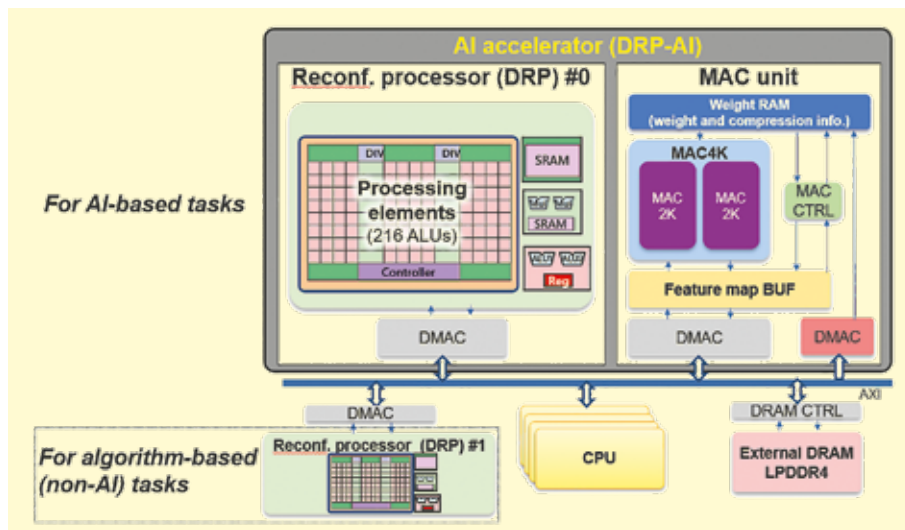 AI accelerator (DRP-AI)
Reconf. processor (DRP) #0
MAC unit
Weight RAM
(weight and compression info.)
DIV
DIV
Processing
elements
(216 ALUs)
Controller
SRAM
SRAM
Reg
MAC4K
MAC
2K
MAC
2K
MAC
CTRL
Feature map BUF
For AI-based tasks
DMAC
DMAC
DMAC
AXI
DMAC
DRAM CTRL
For algorithm-based
(non-AI) tasks
Reconf. processor (DRP) #1
CPU
External DRAM
LPDDR4